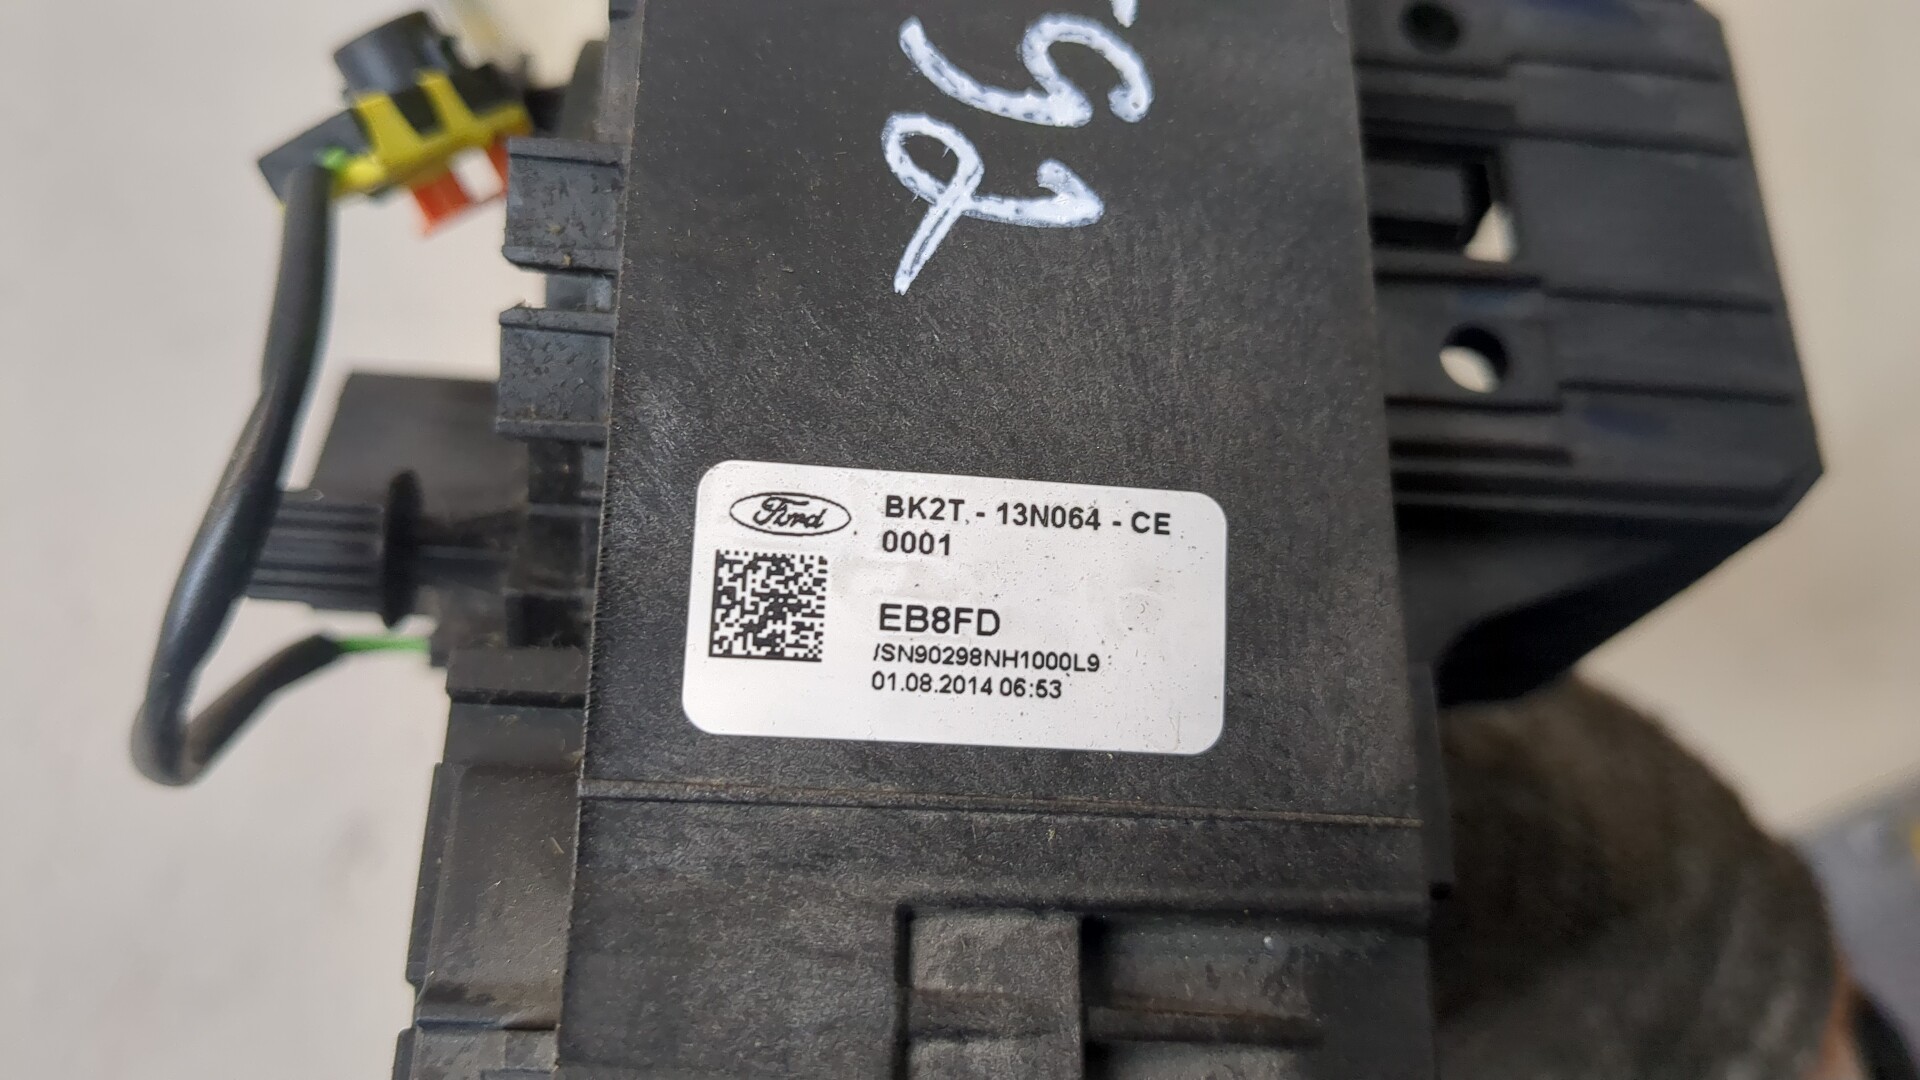 Ford
BK2T - 13N064 - CE
0001
EB8FD
/SN90298NH1000L9
01.08.2014 06:53